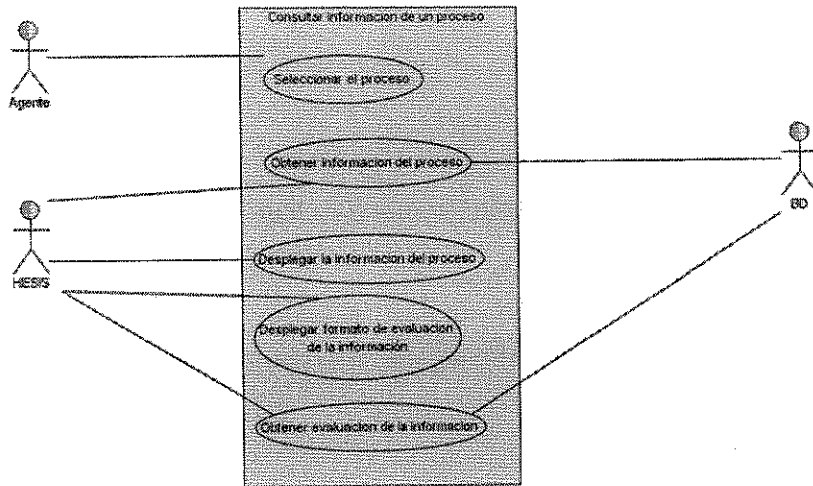 Consultar informacion de un proceso
Seleccionar el proceso
Agente
Obtener informacion del proceso
BD
HESIS
Desplegar la informacion del proceso
Desplegar formato de evaluacion
de la informacion
Obtener evaluacion de la informacion